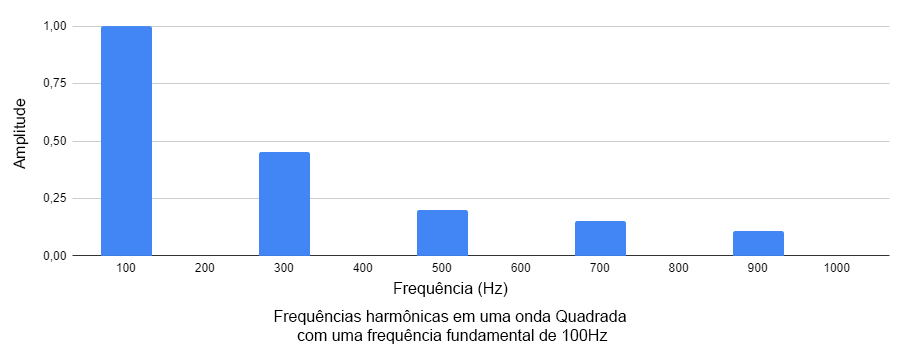 1,00
0,75
0,50
0,25
0,00
Amplitude
100 200 300 400 500 600 700 800 900 1000
Frequência (Hz)
Frequências harmônicas em uma onda Quadrada
com uma frequência fundamental de 100Hz